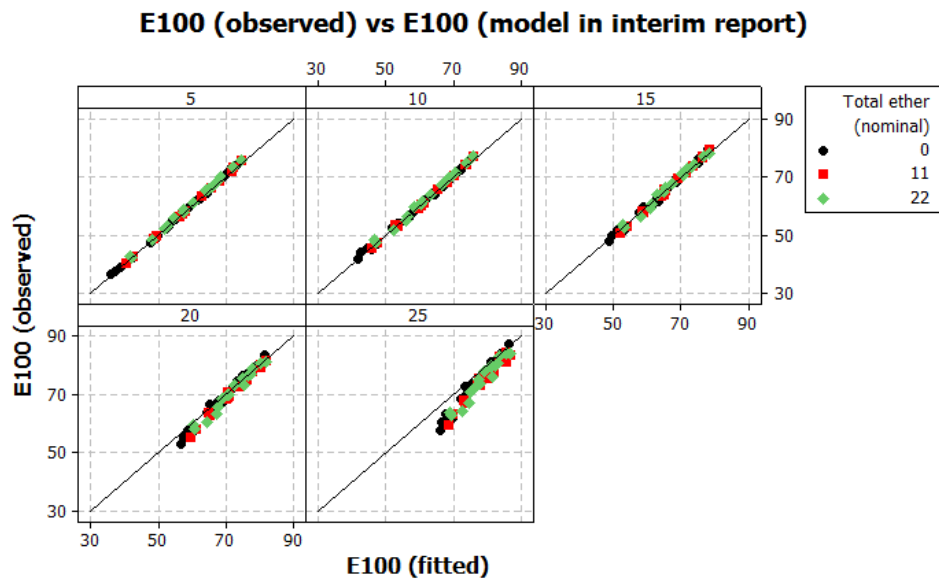 E100 (observed) vs E100 (model in interim report)
30 50 70 90
5 10 15
90
70
50
30
Total ether
(nominal)
0
11
22
E100 (observed)
30 50 70 90
20 25
90
70
50
30
30 50 70 90
E100 (fitted)